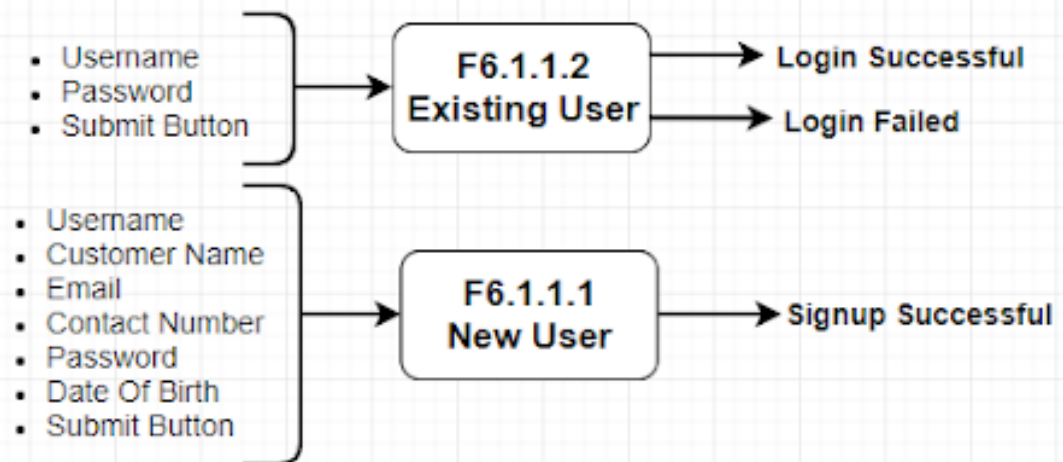 • Username
• Password
• Submit Button
F6.1.1.2
Existing User
Login Successful
Login Failed
• Username
• Customer Name
• Email
• Contact Number
• Password
• Date Of Birth
• Submit Button
F6.1.1.1
New User
Signup Successful